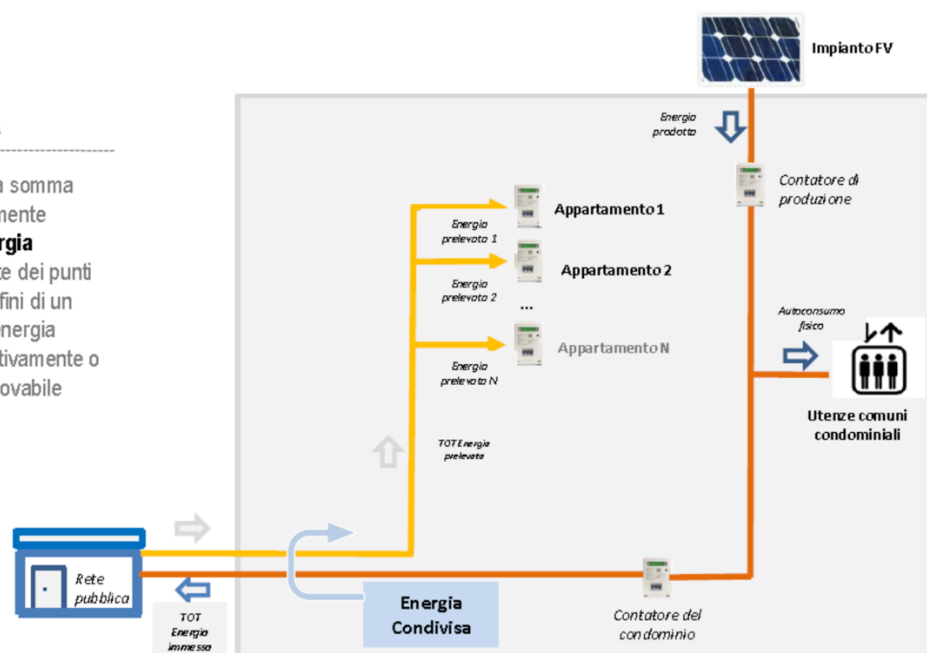 a somma
mente
rgia
te dei punti
fini di un
energia
tivamente o
ovabile
Impianto FV
Energia
prodotta
Contatore di
produzione
Appartamento 1
Energia
prelevata 1
Appartamento 2
Energia
prelevata 2
...
Appartamento N
Energia
prelevata N
Autoconsumo
fisico
Utenze comuni
condominiali
TOT Energia
prelevata
Rete
pubblica
TOT
Energia
immessa
Energia
Condivisa
Contatore del
condominio